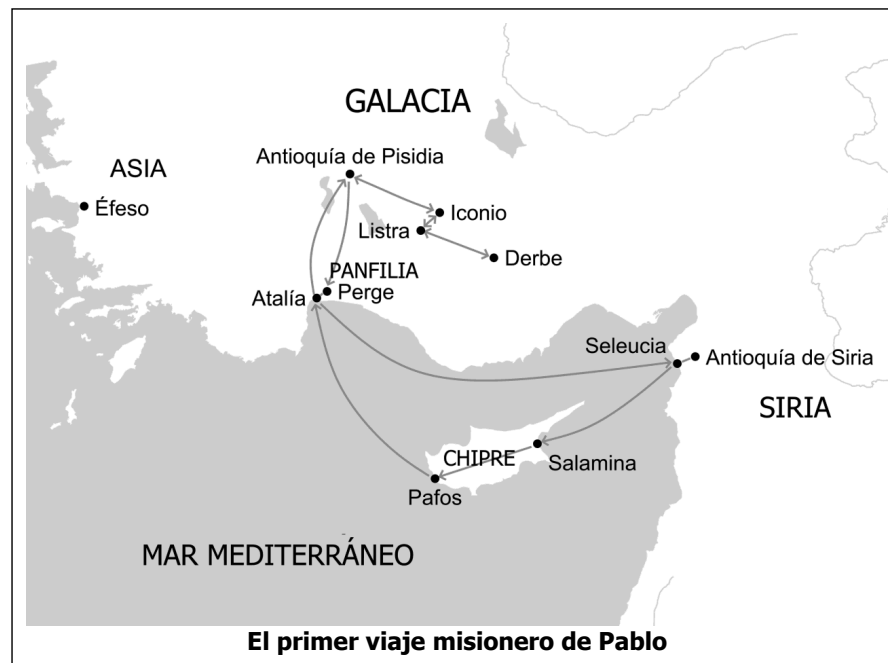 GALACIA
Antioquía de Pisidia
ASIA
Éfeso
Iconio
Listra
Derbe
PANFILIA
Perge
Atalía
Seleucia
Antioquía de Siria
SIRIA
CHIPRE
Salamina
Pafos
MAR MEDITERRÁNEO
El primer viaje misionero de Pablo